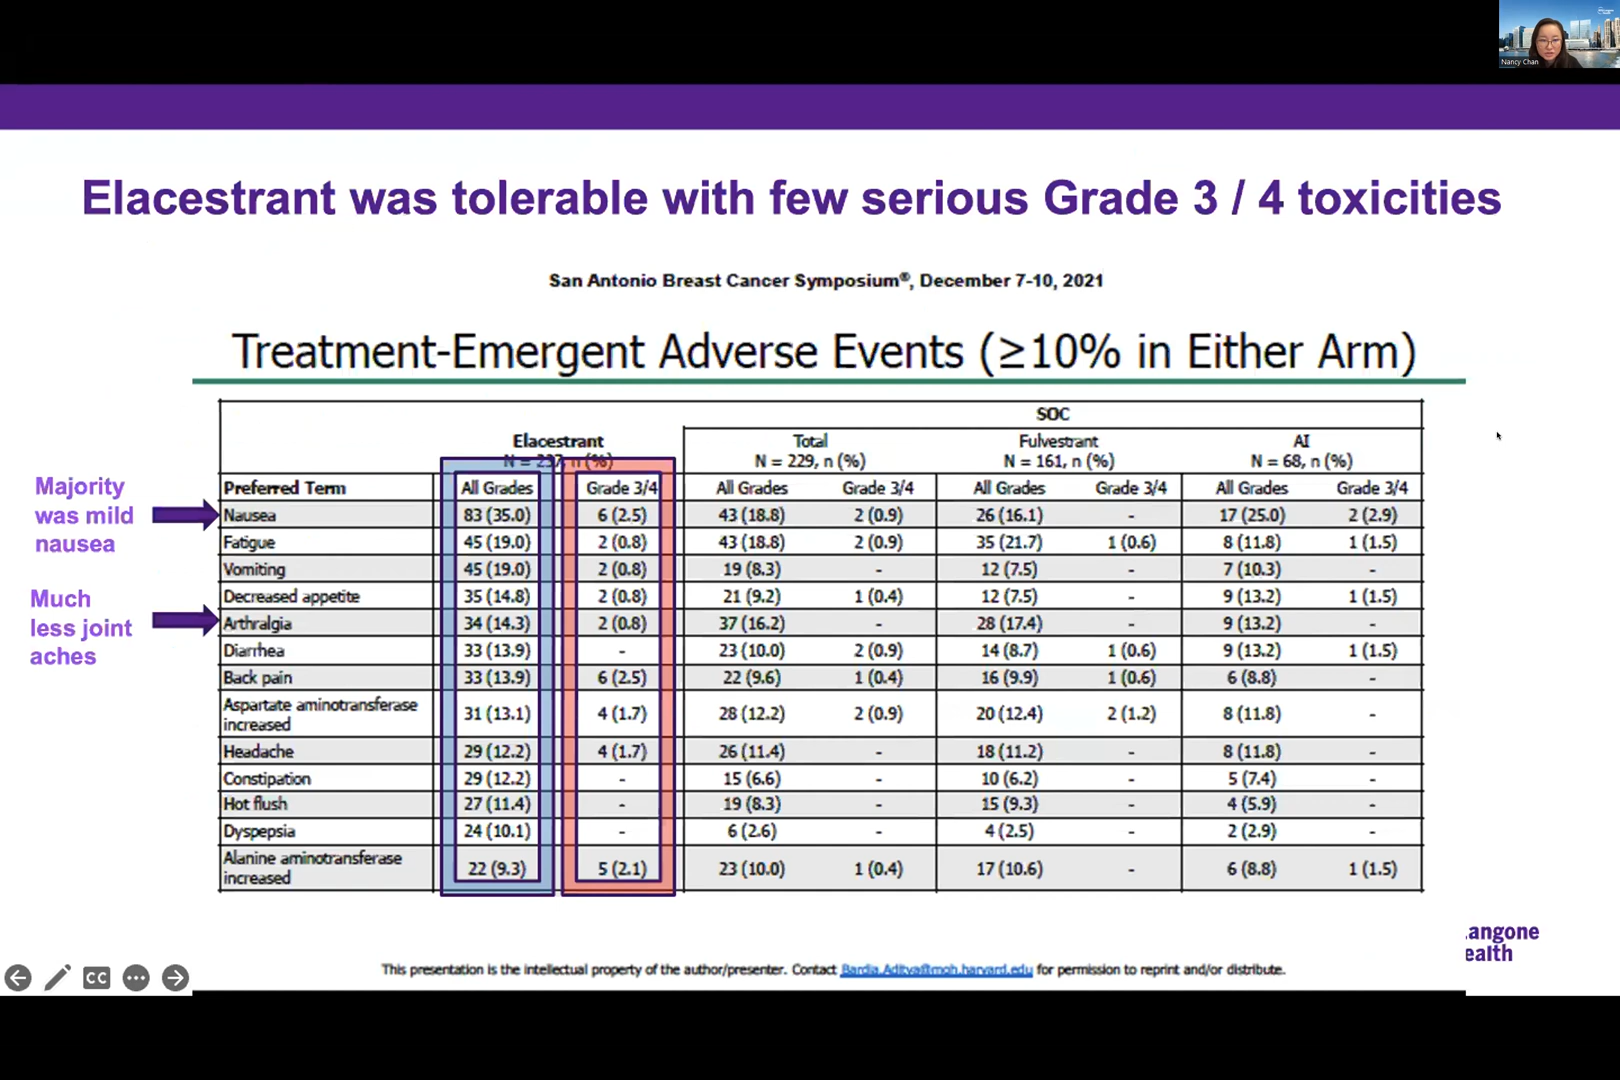 Nancy Chan
Elacestrant was tolerable with few serious Grade 3 / 4 toxicities
San Antonio Breast Cancer Symposium®, December 7-10, 2021
Treatment-Emergent Adverse Events (≥10% in Either Arm)
SOC
Elacestrant Total Fulvestrant AI
N = 237, n (%) N = 229, n (%) N = 161, n (%) N = 68, n (%)
Preferred Term All Grades Grade 3/4 All Grades Grade 3/4 All Grades Grade 3/4 All Grades Grade 3/4
Nausea 83 (35.0) 6 (2.5) 43 (18.8) 2 (0.9) 26 (16.1) - 17 (25.0) 2 (2.9)
Fatigue 45 (19.0) 2 (0.8) 43 (18.8) 2 (0.9) 35 (21.7) 1 (0.6) 8 (11.8) 1 (1.5)
Vomiting 45 (19.0) 2 (0.8) 19 (8.3) - 12 (7.5) - 7 (10.3) -
Decreased appetite 35 (14.8) 2 (0.8) 21 (9.2) 1 (0.4) 12 (7.5) - 9 (13.2) 1 (1.5)
Arthralgia 34 (14.3) 2 (0.8) 37 (16.2) - 28 (17.4) - 9 (13.2) -
Diarrhea 33 (13.9) - 23 (10.0) 2 (0.9) 14 (8.7) 1 (0.6) 9 (13.2) 1 (1.5)
Back pain 33 (13.9) 6 (2.5) 22 (9.6) 1 (0.4) 16 (9.9) 1 (0.6) 6 (8.8) -
Aspartate aminotransferase
increased 31 (13.1) 4 (1.7) 28 (12.2) 2 (0.9) 20 (12.4) 2 (1.2) 8 (11.8) -
Headache 29 (12.2) 4 (1.7) 26 (11.4) - 18 (11.2) - 8 (11.8) -
Constipation 29 (12.2) - 15 (6.6) - 10 (6.2) - 5 (7.4) -
Hot flush 27 (11.4) - 19 (8.3) - 15 (9.3) - 4 (5.9) -
Dyspepsia 24 (10.1) - 6 (2.6) - 4 (2.5) - 2 (2.9) -
Alanine aminotransferase
increased 22 (9.3) 5 (2.1) 23 (10.0) 1 (0.4) 17 (10.6) - 6 (8.8) 1 (1.5)
Majority
was mild
nausea
Much
less joint
aches
angone
ealth
This presentation is the intellectual property of the author/presenter. Contact Bardia.Aditya@mgh.harvard.edu for permission to reprint and/or distribute.
CC